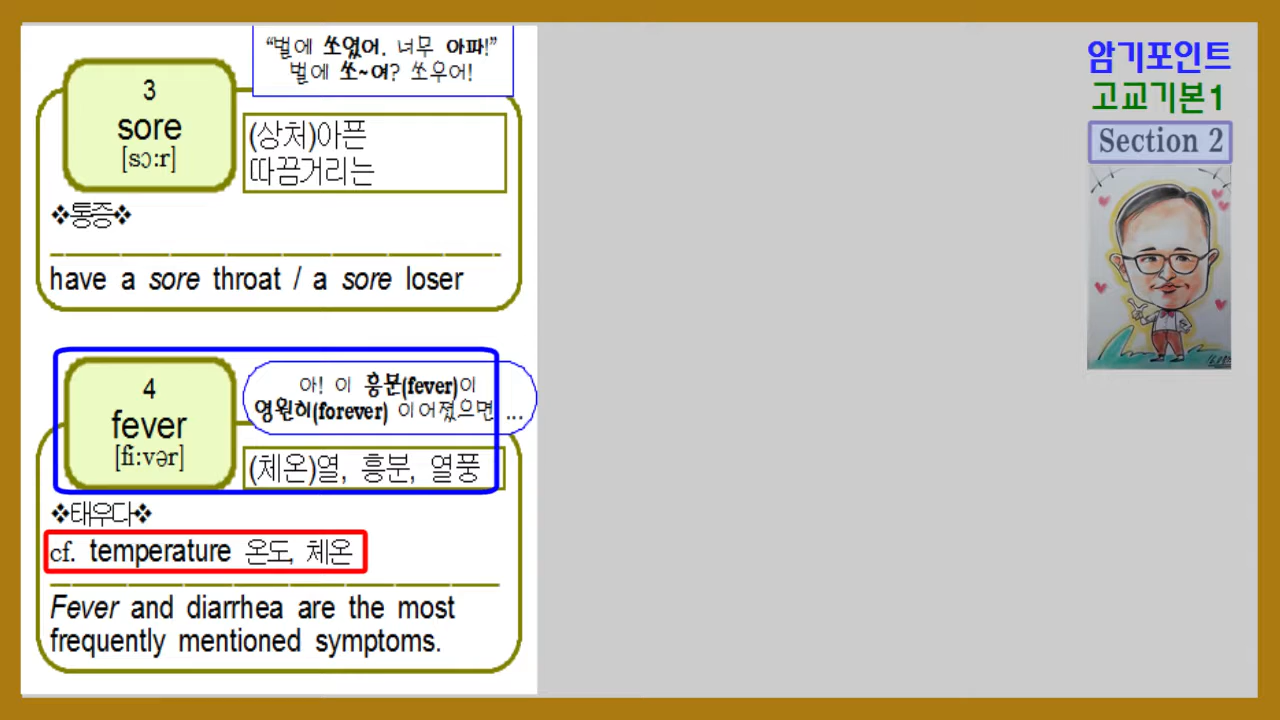 “벌에 쏘였어. 너무 아파!”
벌에 쏘~여? 쏘우어!
3
sore
[sɔ:r]
(상처)아픈
따끔거리는
❖통증❖
have a sore throat / a sore loser
4
fever
[fi:vər]
아! 이 흥분(fever)이
영원히(forever) 이어졌으면 ...
(체온)열, 흥분, 열풍
❖태우다❖
cf. temperature 온도, 체온
Fever and diarrhea are the most
frequently mentioned symptoms.
암기포인트
고교기본1
Section 2